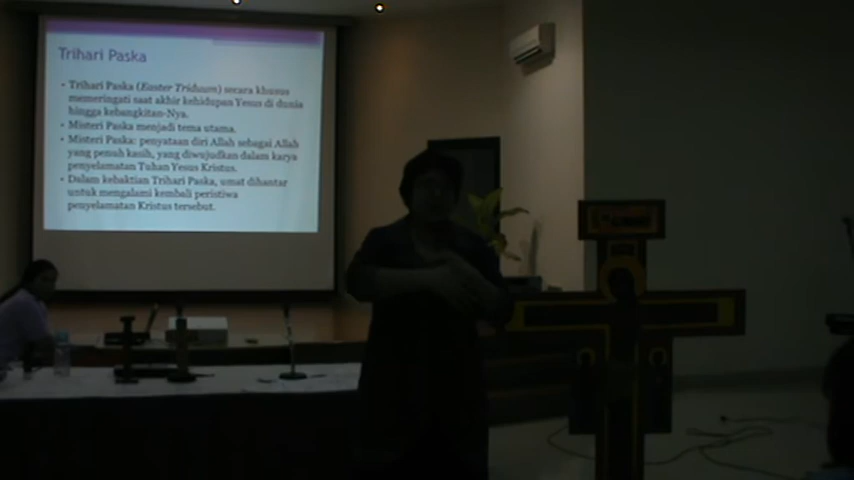 Trihari Paska
• Trihari Paska (Easter Triduum) secara khusus
memeringati saat akhir kehidupan Yesus di dunia
hingga kebangkitan-Nya.
• Misteri Paska menjadi tema utama.
• Misteri Paska: penyataan diri Allah sebagai Allah
yang penuh kasih, yang diwujudkan dalam karya
penyelamatan Tuhan Yesus Kristus.
• Dalam kebaktian Trihari Paska, umat dihantar
untuk mengalami kembali peristiwa
penyelamatan Kristus tersebut.